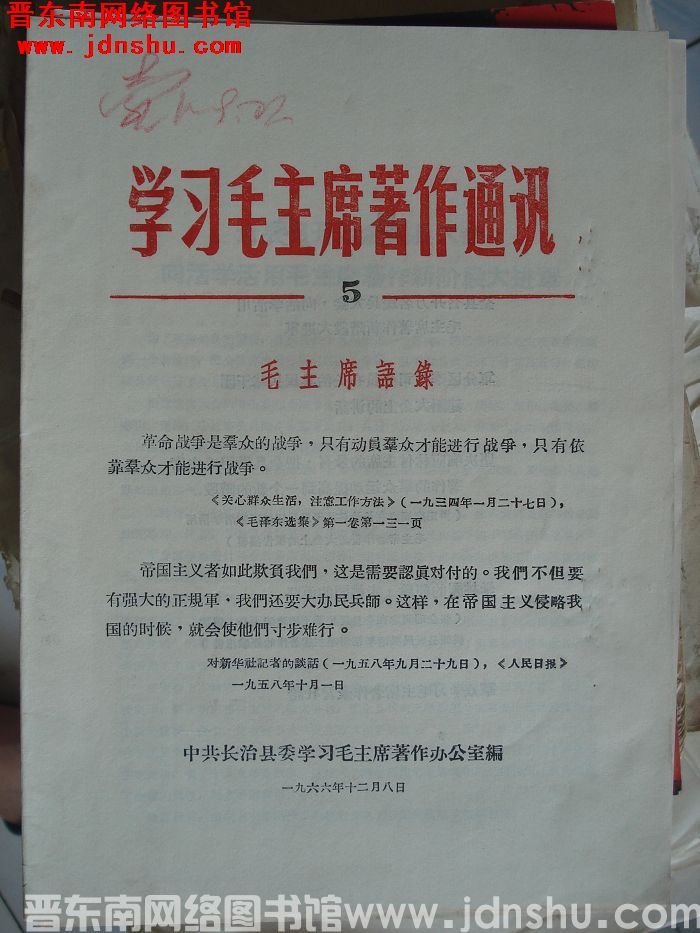 晋东南网络图书馆
www.jdnshu.com
学习毛主席著作通讯
5
毛主席語錄
革命战爭是羣众的战爭，只有动員羣众才能进行战爭，只有依
靠羣众才能进行战爭。
《关心群众生活，注意工作方法》（一九三四年一月二十七日），
《毛泽东选集》第一卷第一三一页
帝国主义者如此欺負我們，这是需要認眞对付的。我們不但要
有强大的正規軍，我們还要大办民兵師。这样，在帝国主义侵略我
国的时候，就会使他們寸步难行。
对新华社記者的談話（一九五八年九月二十九日），《人民日报》
一九五八年十月一日
中共长治县委学习毛主席著作办公室編
一九六六年十二月八日
晋东南网络图书馆 www.jdnshu.com